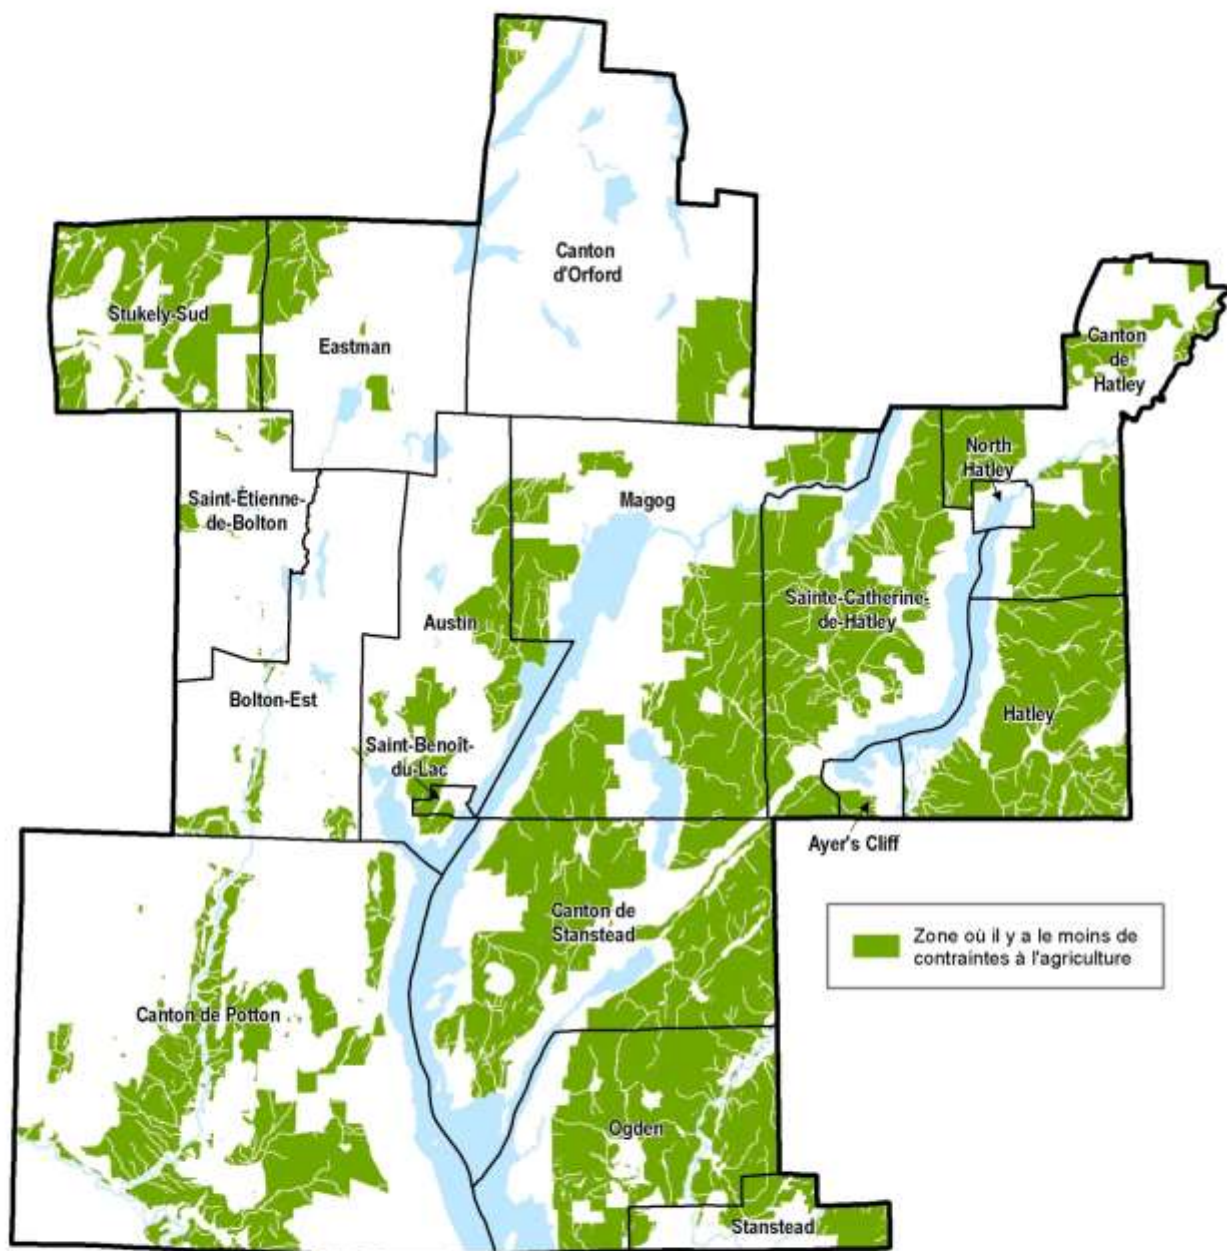 Canton
d'Orford
Stukely-Sud
Eastman
Canton
de
Hatley
North
Hatley
Saint-Étienne-
de-Bolton
Magog
Sainte-Catherine-
de-Hatley
Austin
Bolton-Est
Hatley
Saint-Benoît-
du-Lac
Ayer's Cliff
Canton de
Stanstead
Zone où il y a le moins de
contraintes à l'agriculture
Canton de Potton
Ogden
Stanstead